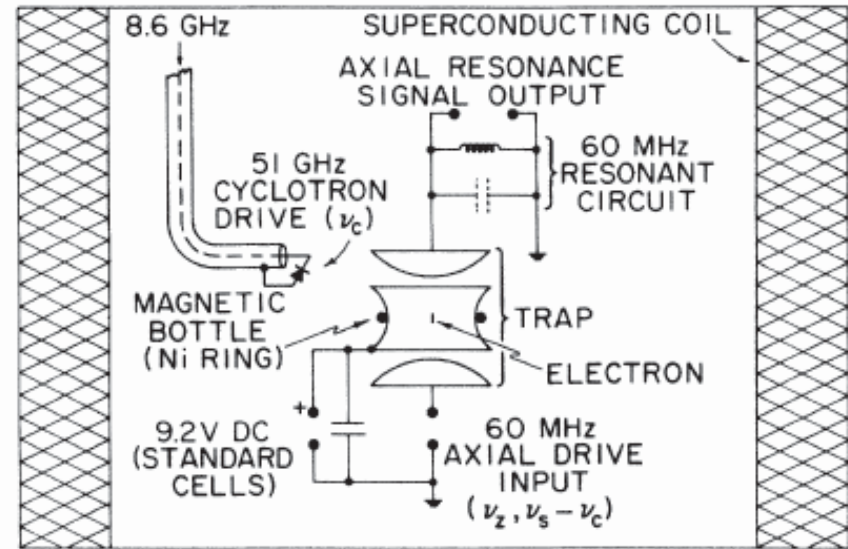 8.6 GHz
SUPERCONDUCTING COIL
AXIAL RESONANCE
SIGNAL OUTPUT
51 GHz
CYCLOTRON
DRIVE (νc)
60 MHz
RESONANT
CIRCUIT
MAGNETIC
BOTTLE
(Ni RING)
TRAP
ELECTRON
+
9.2V DC
(STANDARD
CELLS)
60 MHz
AXIAL DRIVE
INPUT
(νz, νs – νc)